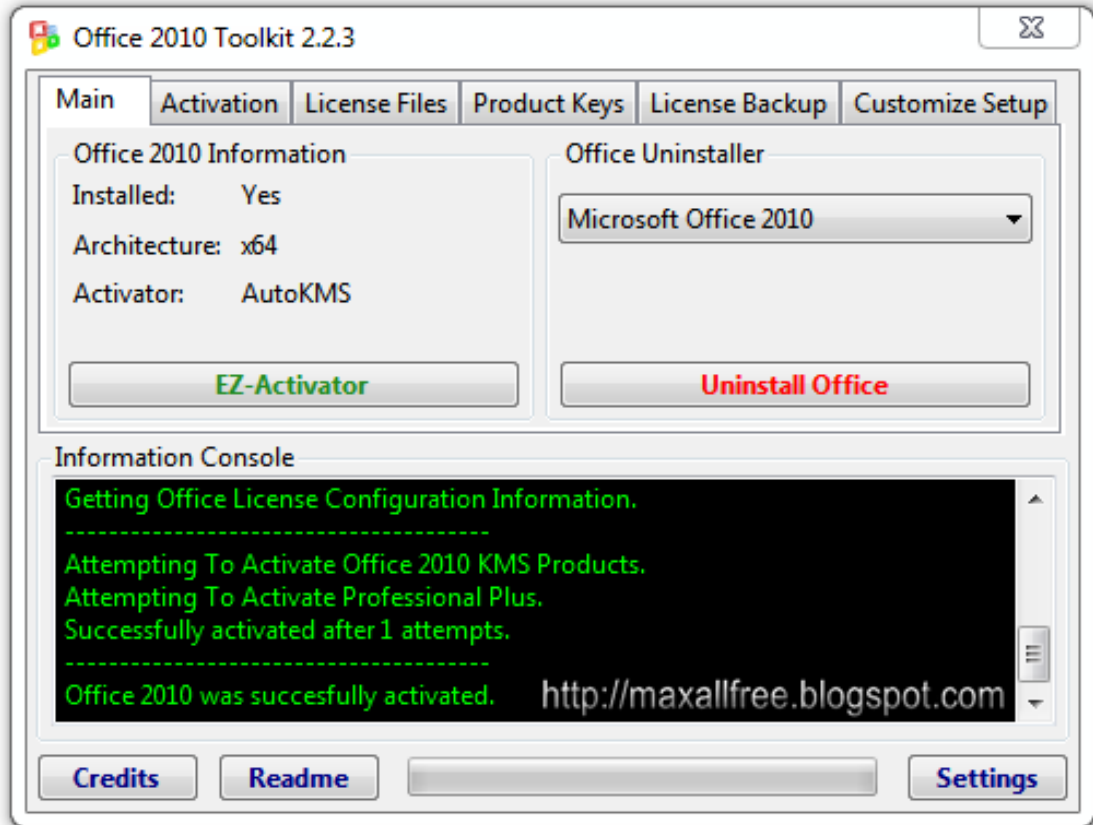 Office 2010 Toolkit 2.2.3
Main Activation License Files Product Keys License Backup Customize Setup
Office 2010 Information
Installed: Yes
Architecture: x64
Activator: AutoKMS
EZ-Activator
Office Uninstaller
Microsoft Office 2010
Uninstall Office
Information Console
Getting Office License Configuration Information.
---------------------------------------
Attempting To Activate Office 2010 KMS Products.
Attempting To Activate Professional Plus.
Successfully activated after 1 attempts.
---------------------------------------
Office 2010 was succesfully activated.
http://maxallfree.blogspot.com
Credits Readme Settings